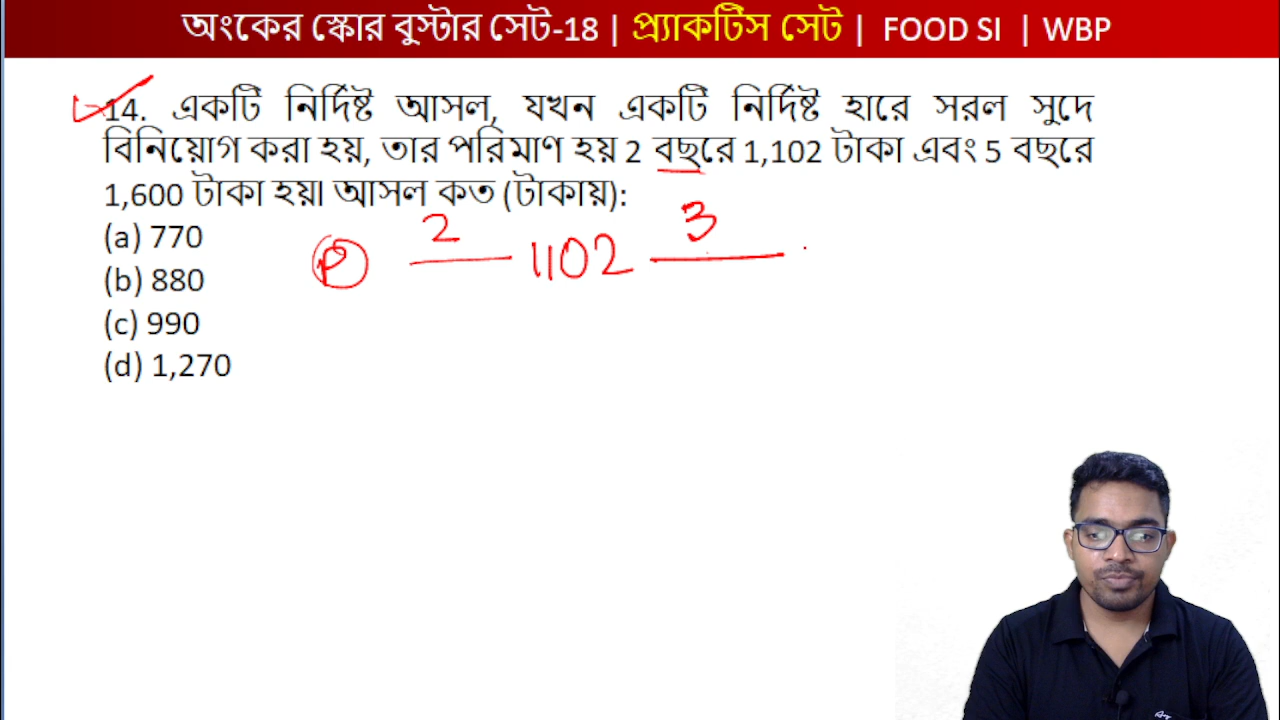 অংকের স্কোর বুস্টার সেট-18 | প্র্যাকটিস সেট | FOOD SI | WBP
14. একটি নির্দিষ্ট আসল, যখন একটি নির্দিষ্ট হারে সরল সুদে
বিনিয়োগ করা হয়, তার পরিমাণ হয় 2 বছরে 1,102 টাকা এবং 5 বছরে
1,600 টাকা হয়। আসল কত (টাকায়):
(a) 770
(b) 880
(c) 990
(d) 1,270
2 3
P 1102